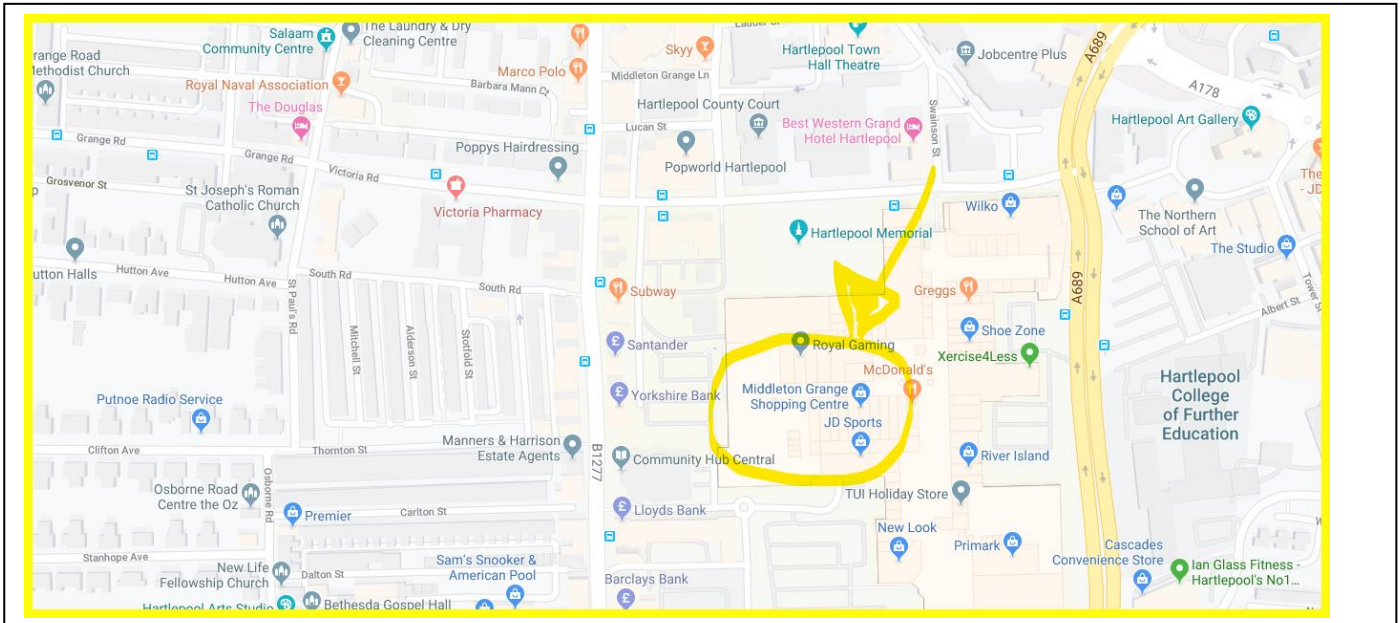 Salaam
Community Centre
The Laundry & Dry
Cleaning Centre
Skyy
Hartlepool Town
Hall Theatre
Jobcentre Plus
A689
A178
range Road
Methodist Church
Royal Naval Association
Marco Polo
Middleton Grange Ln
Barbara Mann Ct
The Douglas
Hartlepool County Court
Swainson St
Best Western Grand
Hotel Hartlepool
Hartlepool Art Gallery
Lucan St
Grange Rd
Grange Rd
Poppys Hairdressing
Popworld Hartlepool
The
- JD
Victoria Rd
Grosvenor St
St Joseph's Roman
Catholic Church
Victoria Pharmacy
Wilko
The Northern
School of Art
Hartlepool Memorial
The Studio
utton Halls
Hutton Ave
Hutton Ave
South Rd
South Rd
St Paul's Rd
Subway
Greggs
A689
Albert St
Mitchell St
Alderson St
Stotfold St
Santander
Royal Gaming
Shoe Zone
Xercise4Less
McDonald's
Yorkshire Bank
Middleton Grange
Shopping Centre
JD Sports
Hartlepool
College
of Further
Education
Putnoe Radio Service
Clifton Ave
Thornton St
Manners & Harrison
Estate Agents
B1277
Community Hub Central
River Island
Osborne Rd
Osborne Road
Centre the Oz
TUI Holiday Store
Premier
Carlton St
Lloyds Bank
New Look
Primark
Cascades
Convenience Store
Stanhope Ave
New Life
Fellowship Church
Dalton St
Sam's Snooker &
American Pool
Barclays Bank
Ian Glass Fitness -
Hartlepool's No1...
Hartlepool Arts Studio
Bethesda Gospel Hall